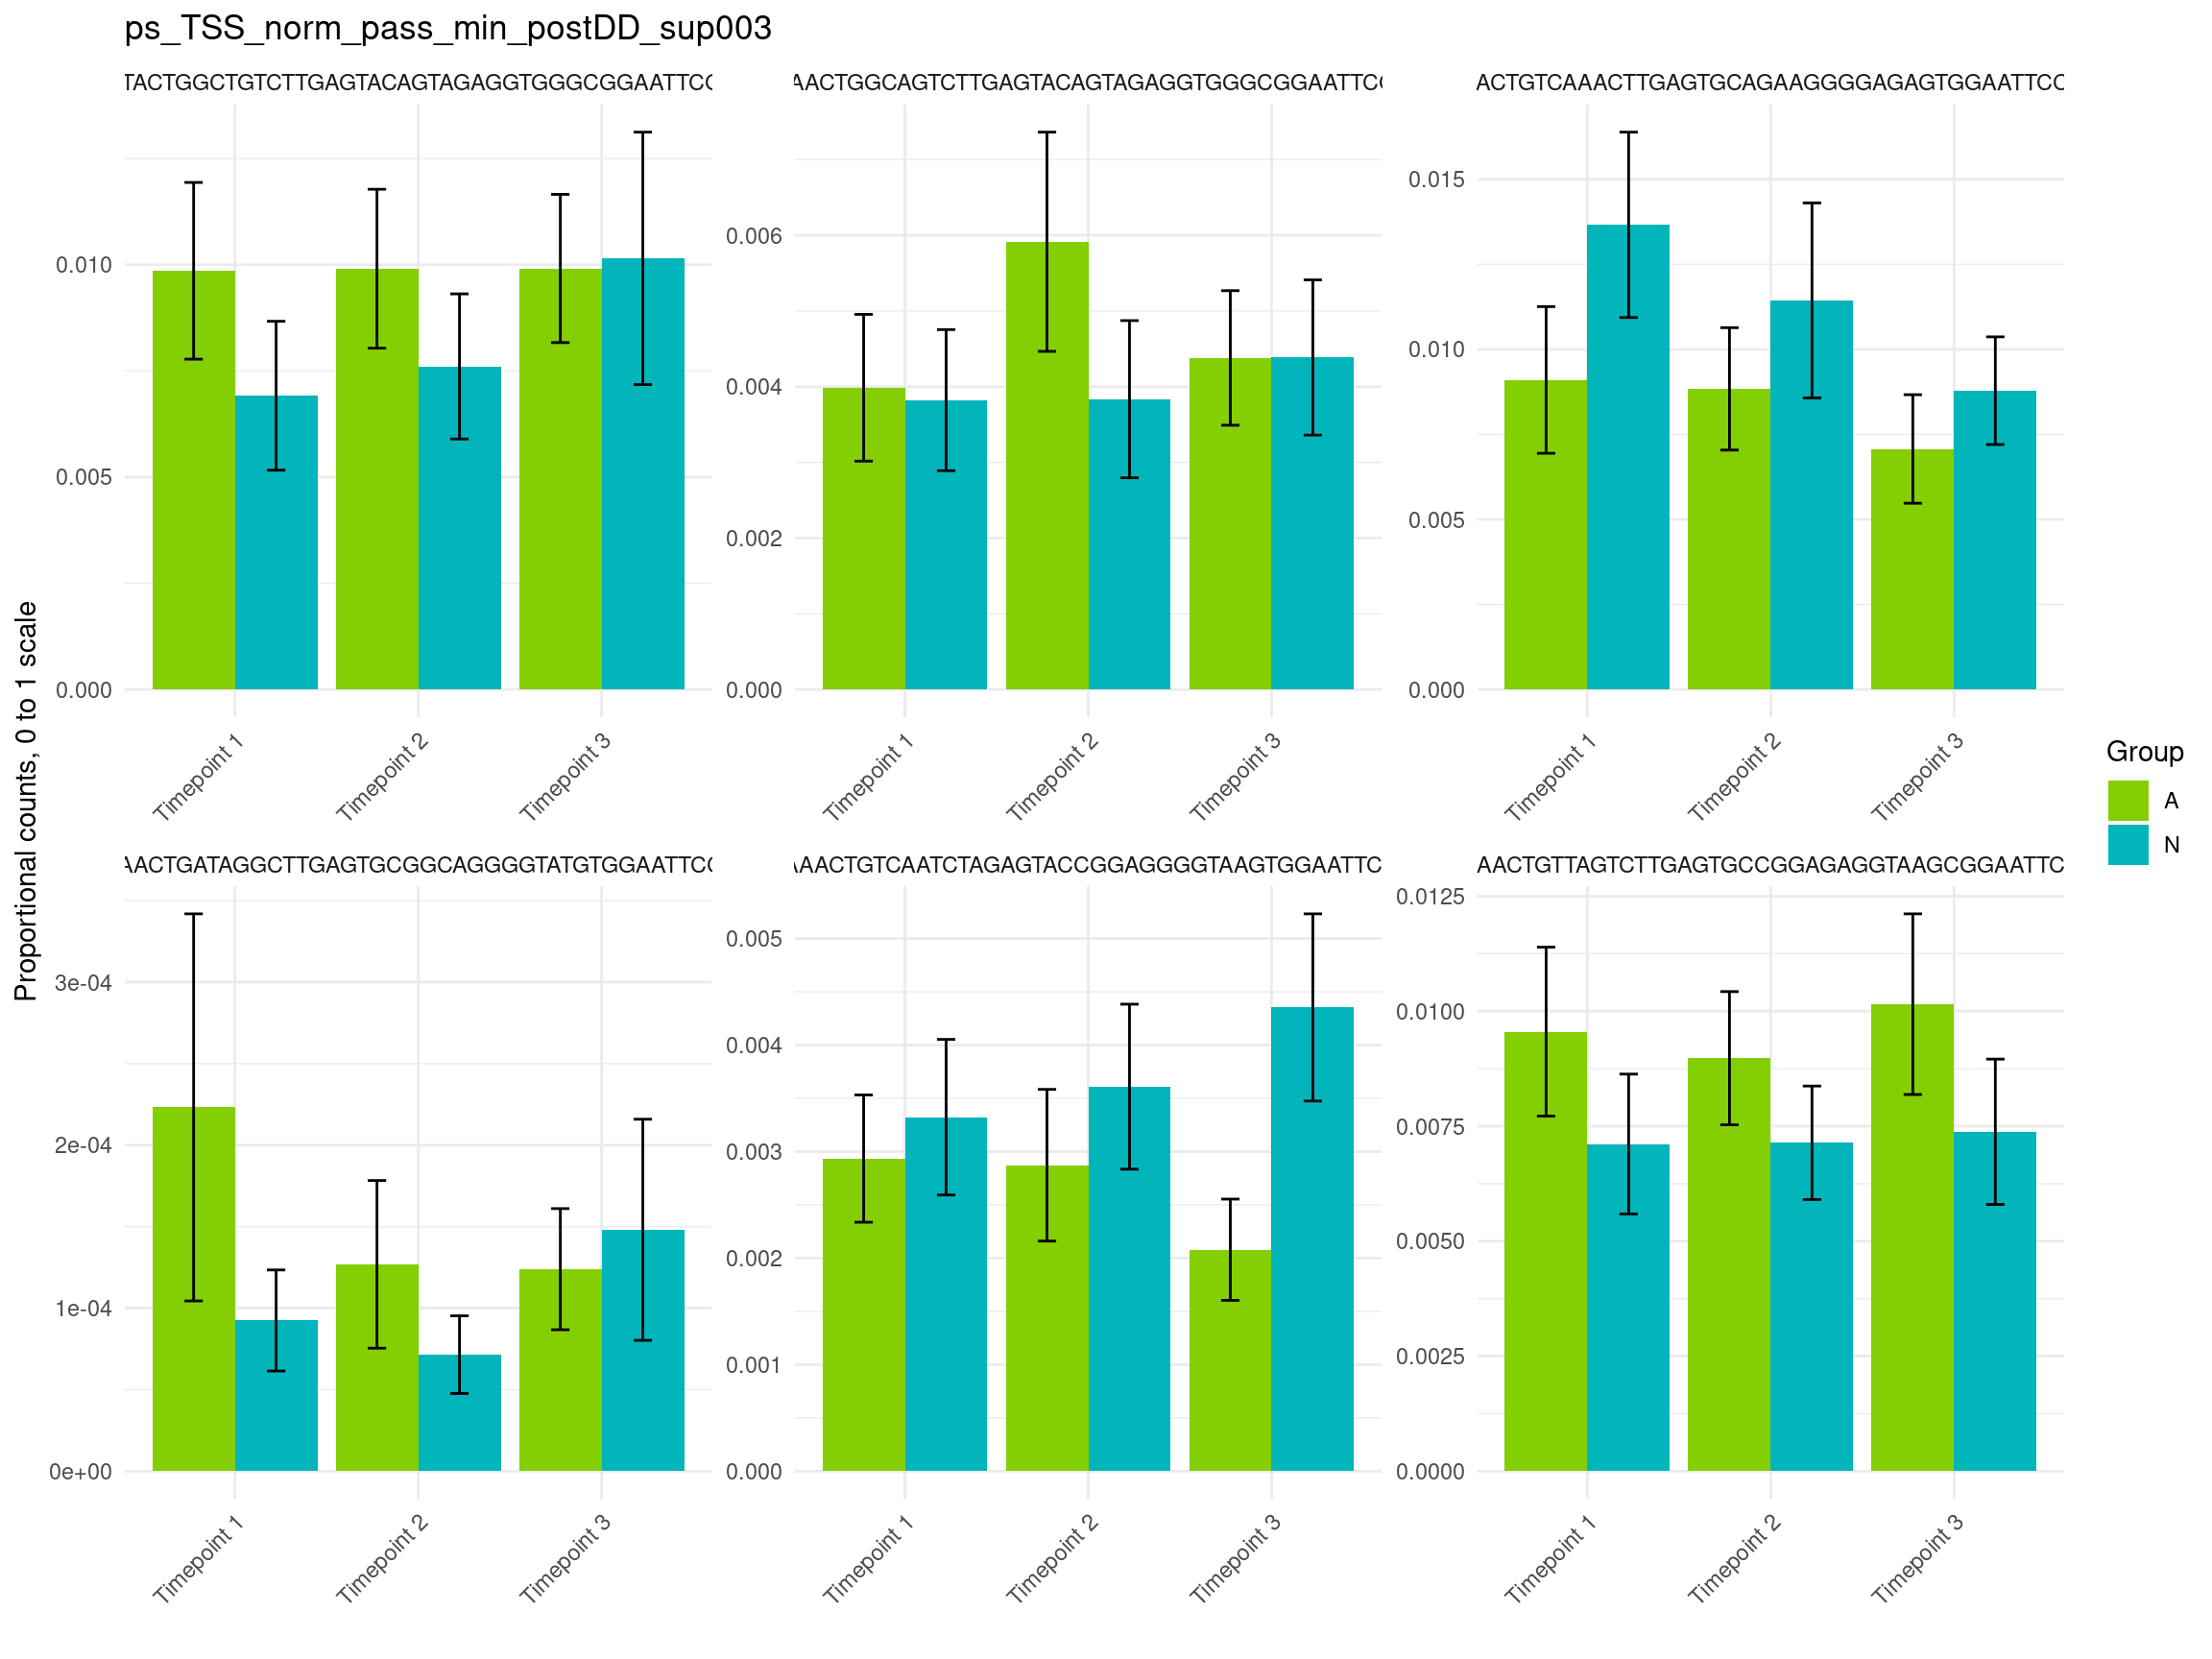 ps_TSS_norm_pass_min_postDD_sup003
TACTGGCTGTCTTGAGTACAGTAGAGGTGGGCGGAATTCC
AACTGGCAGTCTTGAGTACAGTAGAGGTGGGCGGAATTCC
ACTGTCAAACTTGAGTGCAGAAGGGGAGAGTGGAATTCC
Proportional counts, 0 to 1 scale
0.010
0.005
0.000
0.006
0.004
0.002
0.000
0.015
0.010
0.005
0.000
Timepoint 1
Timepoint 2
Timepoint 3
Timepoint 1
Timepoint 2
Timepoint 3
Timepoint 1
Timepoint 2
Timepoint 3
Group
A
N
AACTGATAGGCTTGAGTGCGGCAGGGGTATGTGGAATTCC
AAACTGTCAATCTAGAGTACCGGAGGGGTAAGTGGAATTC
AACTGTTAGTCTTGAGTGCCGGAGAGGTAAGCGGAATTC
3e-04
2e-04
1e-04
0e+00
0.005
0.004
0.003
0.002
0.001
0.000
0.0125
0.0100
0.0075
0.0050
0.0025
0.0000
Timepoint 1
Timepoint 2
Timepoint 3
Timepoint 1
Timepoint 2
Timepoint 3
Timepoint 1
Timepoint 2
Timepoint 3